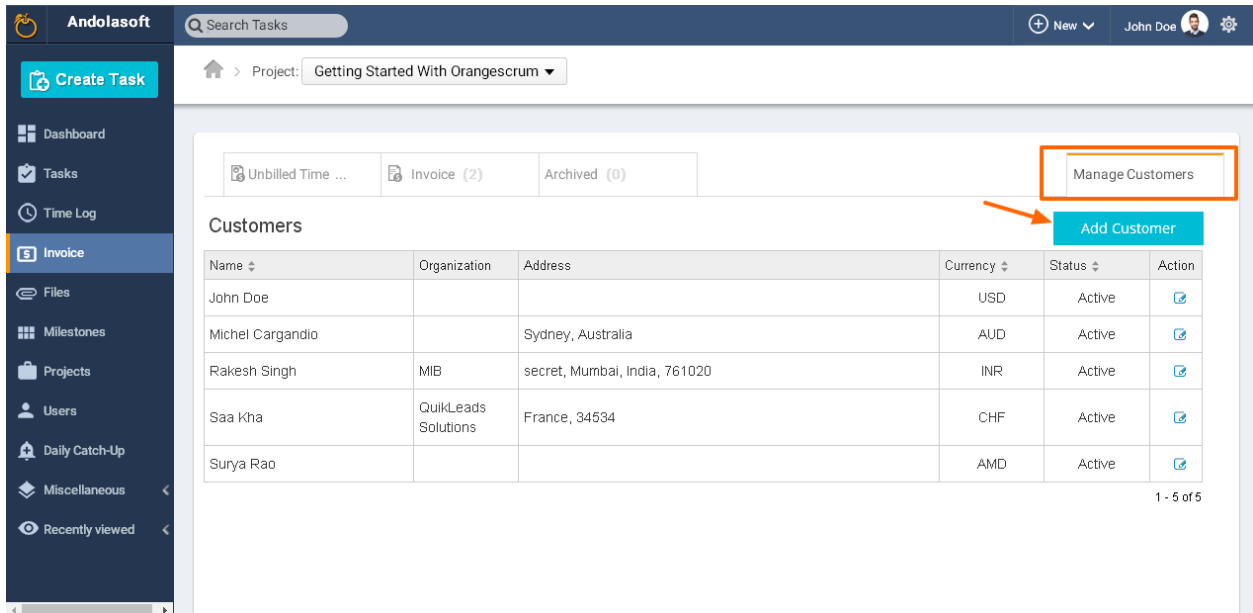 Andolasoft
Search Tasks
New
John Doe
Create Task
> Project: Getting Started With Orangescrum
Dashboard
Tasks
Time Log
Invoice
Files
Milestones
Projects
Users
Daily Catch-Up
Miscellaneous
Recently viewed
Unbilled Time ...
Invoice (2)
Archived (0)
Manage Customers
Customers
Add Customer
Name Organization Address Currency Status Action
John Doe USD Active
Michel Cargandio Sydney, Australia AUD Active
Rakesh Singh MIB secret, Mumbai, India, 761020 INR Active
Saa Kha QuikLeads Solutions France, 34534 CHF Active
Surya Rao AMD Active
1 - 5 of 5